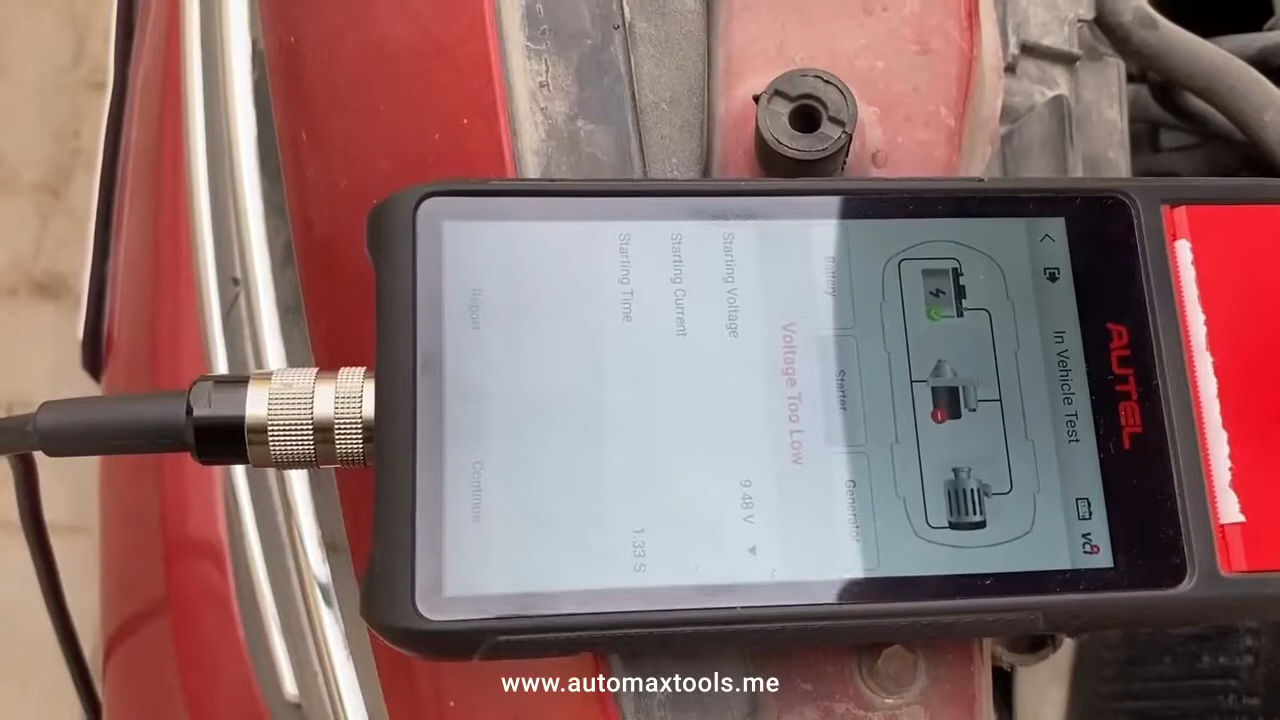 AUTEL
VCI
In Vehicle Test
Battery
Starter
Generator
Voltage Too Low
Starting Voltage
9.48 V
Starting Current
Starting Time
1.33 S
Report
Continue
www.automaxtools.me